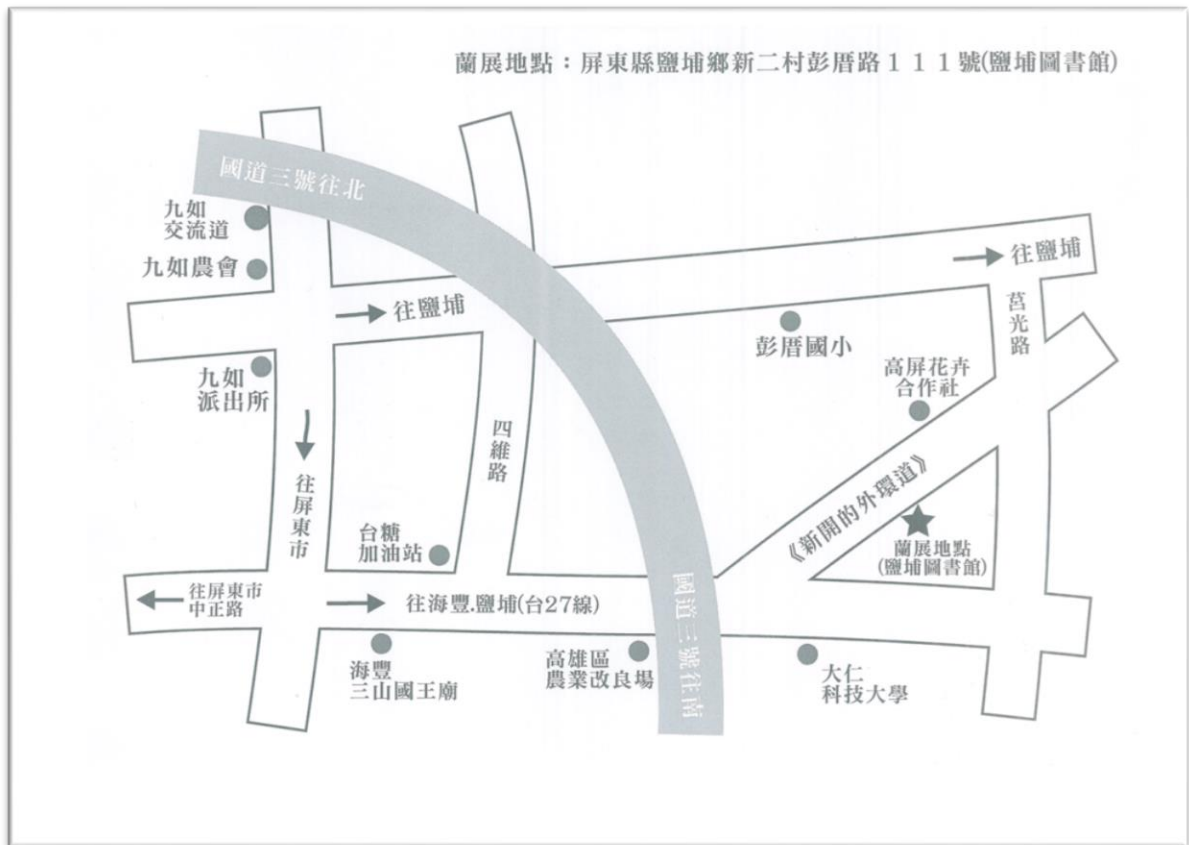 蘭展地點：屏東縣鹽埔鄉新二村彭厝路１１１號(鹽埔圖書館)
國道三號往北
九如
交流道
九如農會
往鹽埔
往鹽埔
莒光路
彭厝國小
高屏花卉
合作社
九如
派出所
四維路
往屏東市
《新開的外環道》
台糖
加油站
蘭展地點
(鹽埔圖書館)
往屏東市
中正路
往海豐.鹽埔(台27線)
國道三號往南
海豐
三山國王廟
高雄區
農業改良場
大仁
科技大學